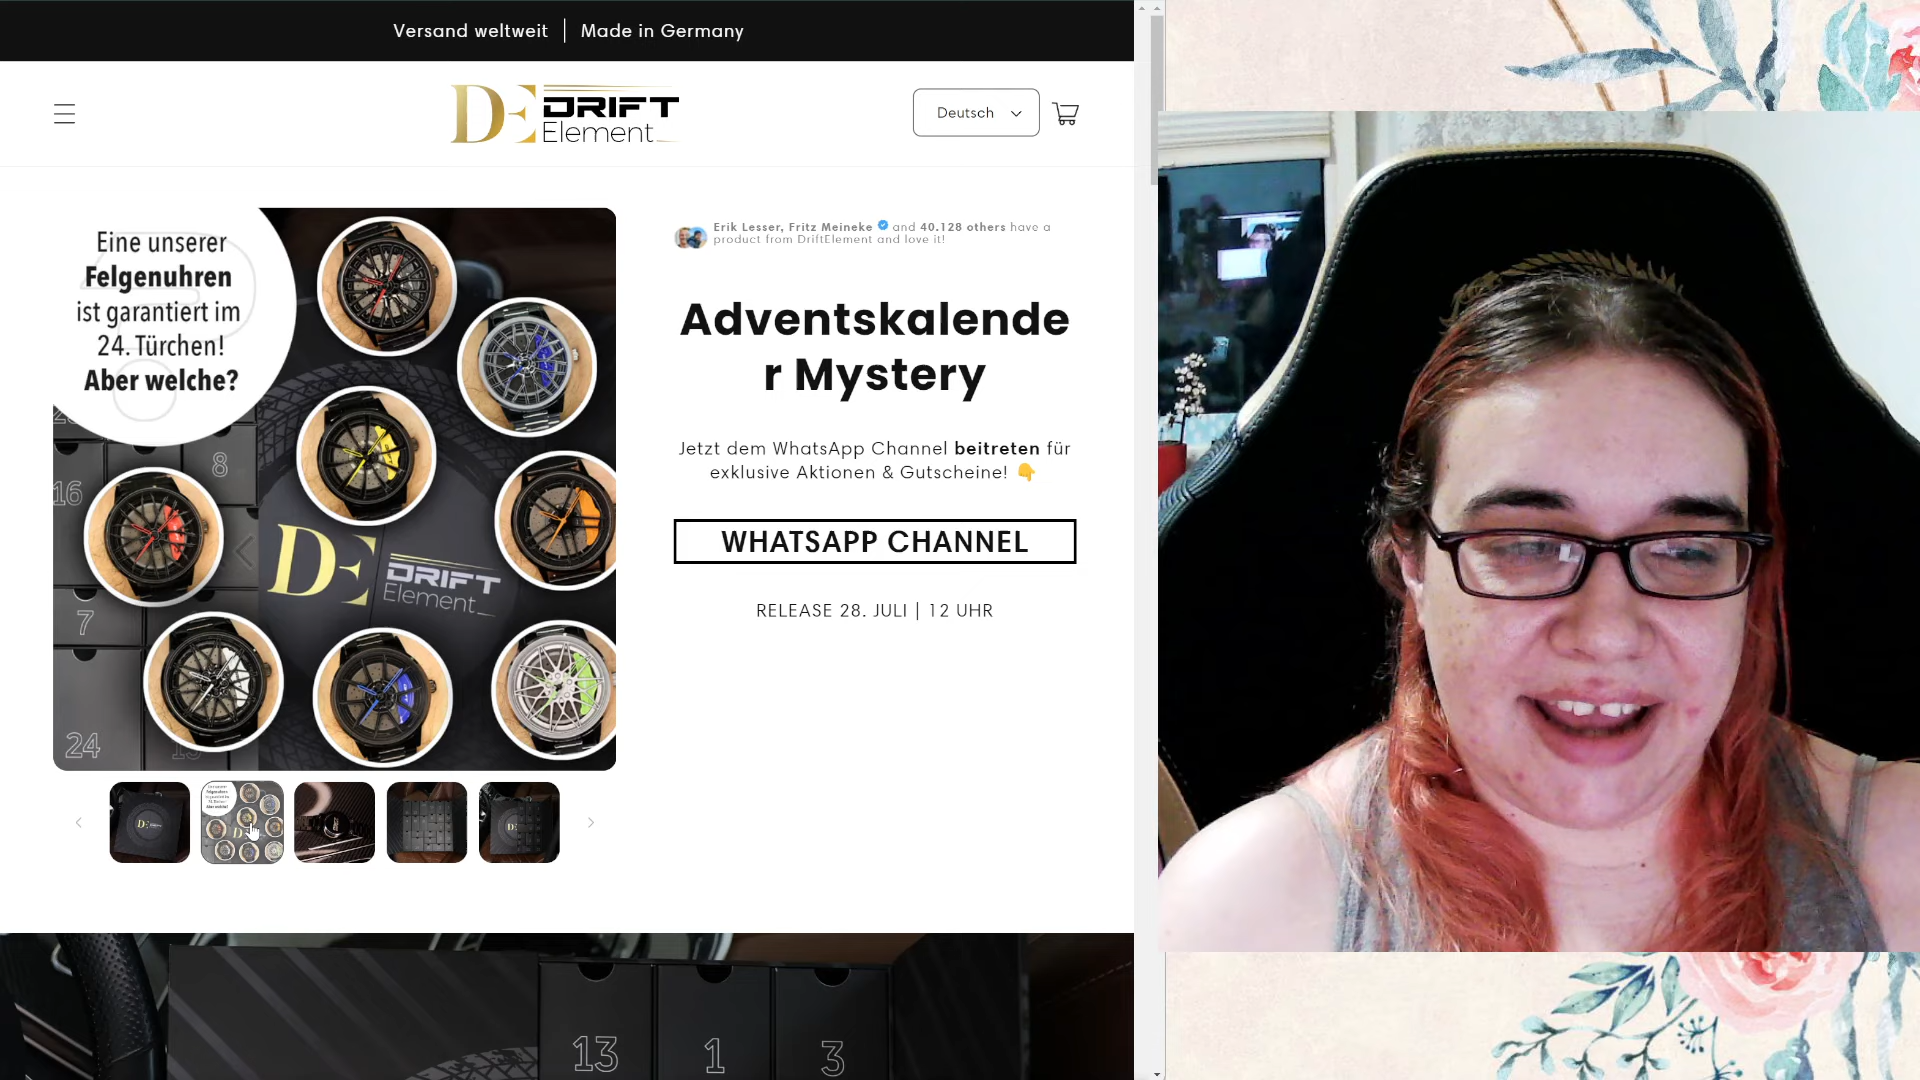 Versand weltweit | Made in Germany
DE DRIFT
Element
Deutsch
Eine unserer
Felgenuhren
ist garantiert im
24. Türchen!
Aber welche?
8
16
7
24
DE DRIFT
Element
Erik Lesser, Fritz Meineke and 40.128 others have a
product from DriftElement and love it!
Adventskalende
r Mystery
Jetzt dem WhatsApp Channel beitreten für
exklusive Aktionen & Gutscheine! 👇
WHATSAPP CHANNEL
RELEASE 28. JULI | 12 UHR
13
1
3